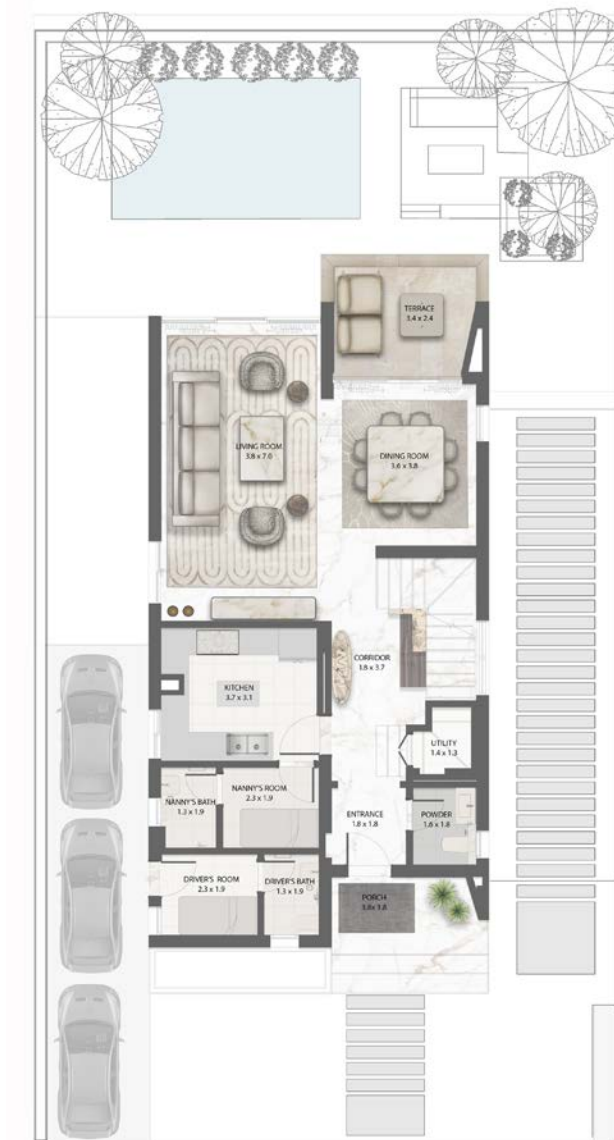 TERRACE
3.4 x 2.4
LIVING ROOM
3.8 x 7.0
DINING ROOM
3.6 x 3.8
CORRIDOR
1.8 x 3.7
KITCHEN
3.7 x 3.1
UTILITY
1.4 x 1.3
NANNY'S ROOM
2.3 x 1.9
NANNY'S BATH
1.3 x 1.9
ENTRANCE
1.8 x 1.8
POWDER
1.6 x 1.8
DRIVER'S ROOM
2.3 x 1.9
DRIVER'S BATH
1.3 x 1.9
PORCH